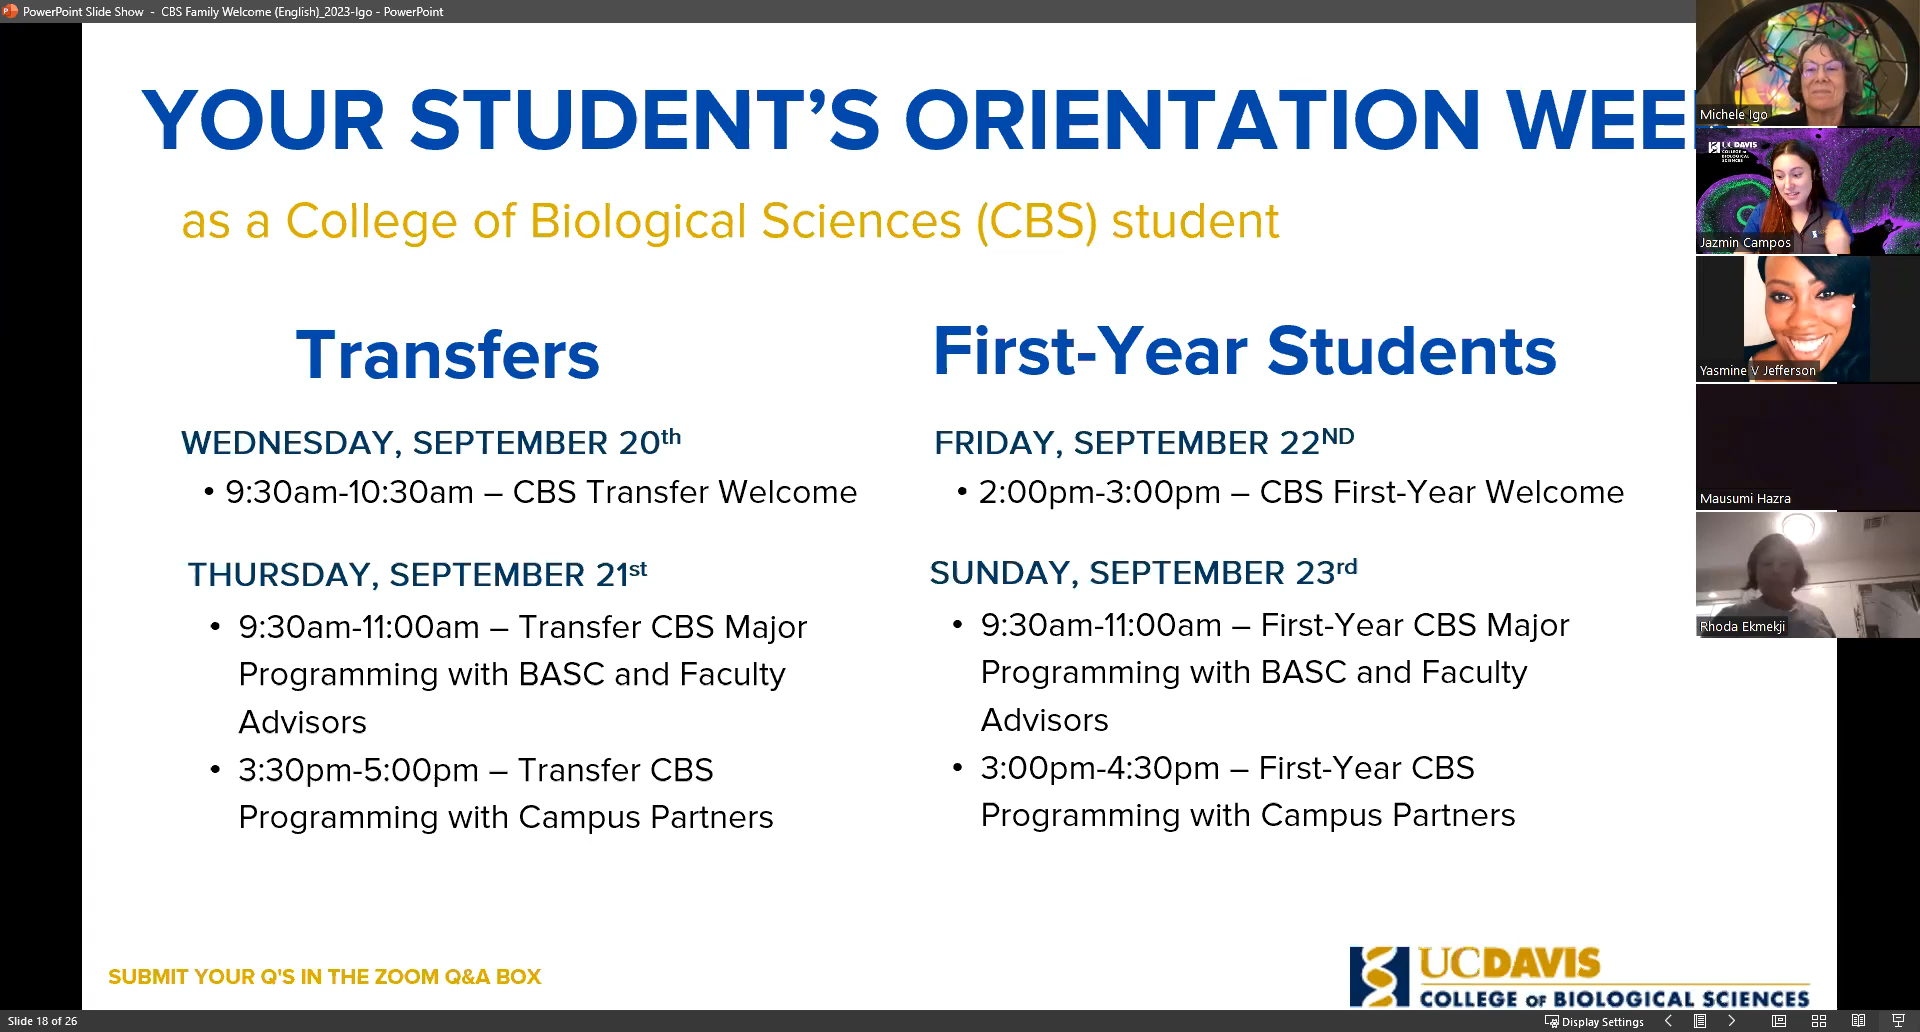 PowerPoint Slide Show - CBS Family Welcome (English)_2023-Igo - PowerPoint
YOUR STUDENT'S ORIENTATION WEE
as a College of Biological Sciences (CBS) student
Transfers
WEDNESDAY, SEPTEMBER 20th
• 9:30am-10:30am – CBS Transfer Welcome
THURSDAY, SEPTEMBER 21st
• 9:30am-11:00am – Transfer CBS Major
Programming with BASC and Faculty
Advisors
• 3:30pm-5:00pm – Transfer CBS
Programming with Campus Partners
First-Year Students
FRIDAY, SEPTEMBER 22ND
• 2:00pm-3:00pm – CBS First-Year Welcome
SUNDAY, SEPTEMBER 23rd
• 9:30am-11:00am – First-Year CBS Major
Programming with BASC and Faculty
Advisors
• 3:00pm-4:30pm – First-Year CBS
Programming with Campus Partners
Michele Igo
UC DAVIS
COLLEGE of
BIOLOGICAL
SCIENCES
Jazmin Campos
Yasmine V Jefferson
Mausumi Hazra
Rhoda Ekmekji
SUBMIT YOUR Q'S IN THE ZOOM Q&A BOX
UCDAVIS
COLLEGE OF BIOLOGICAL SCIENCES
Slide 18 of 26
Display Settings